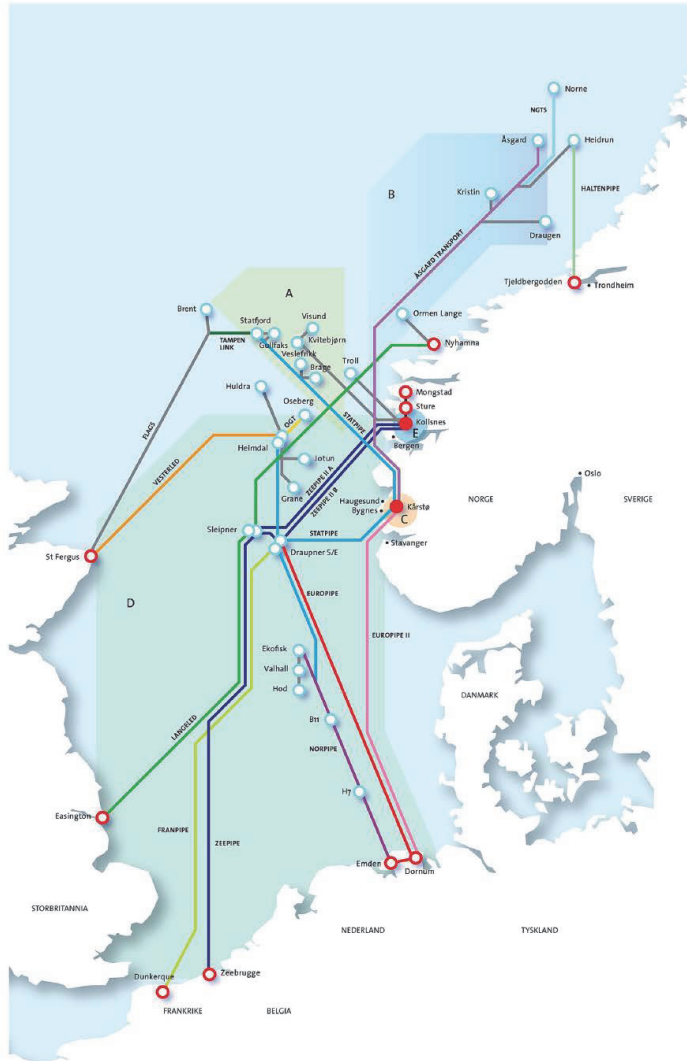 Norne
NGTS
Åsgard
Heidrun
B
Kristin
HALTENPIPE
Draugen
ÅSGARD TRANSPORT
Tjeldbergodden
Trondheim
A
Brent
Ormen Lange
Statfjord
Visund
Gullfaks
Kvitebjørn
TAMPEN
LINK
Veslefrikk
Nyhamna
Brage
Troll
Huldra
Mongstad
Oseberg
Sture
STATPIPE
Kollsnes
OGT
E
FLAGS
Bergen
Heimdal
VESTERLED
Jotun
ZEEPIPE II A
ZEEPIPE II B
Oslo
Grane
Haugesund
Bygnes
Kårstø
NORGE
SVERIGE
C
Sleipner
STATPIPE
Stavanger
St Fergus
Draupner S/E
D
EUROPIPE
EUROPIPE II
Ekofisk
Valhall
Hod
DANMARK
B11
LANGELED
NORPIPE
H7
Easington
FRANPIPE
ZEEPIPE
Emden
Dornum
STORBRITANNIA
NEDERLAND
TYSKLAND
Dunkerque
Zeebrugge
FRANKRIKE
BELGIA